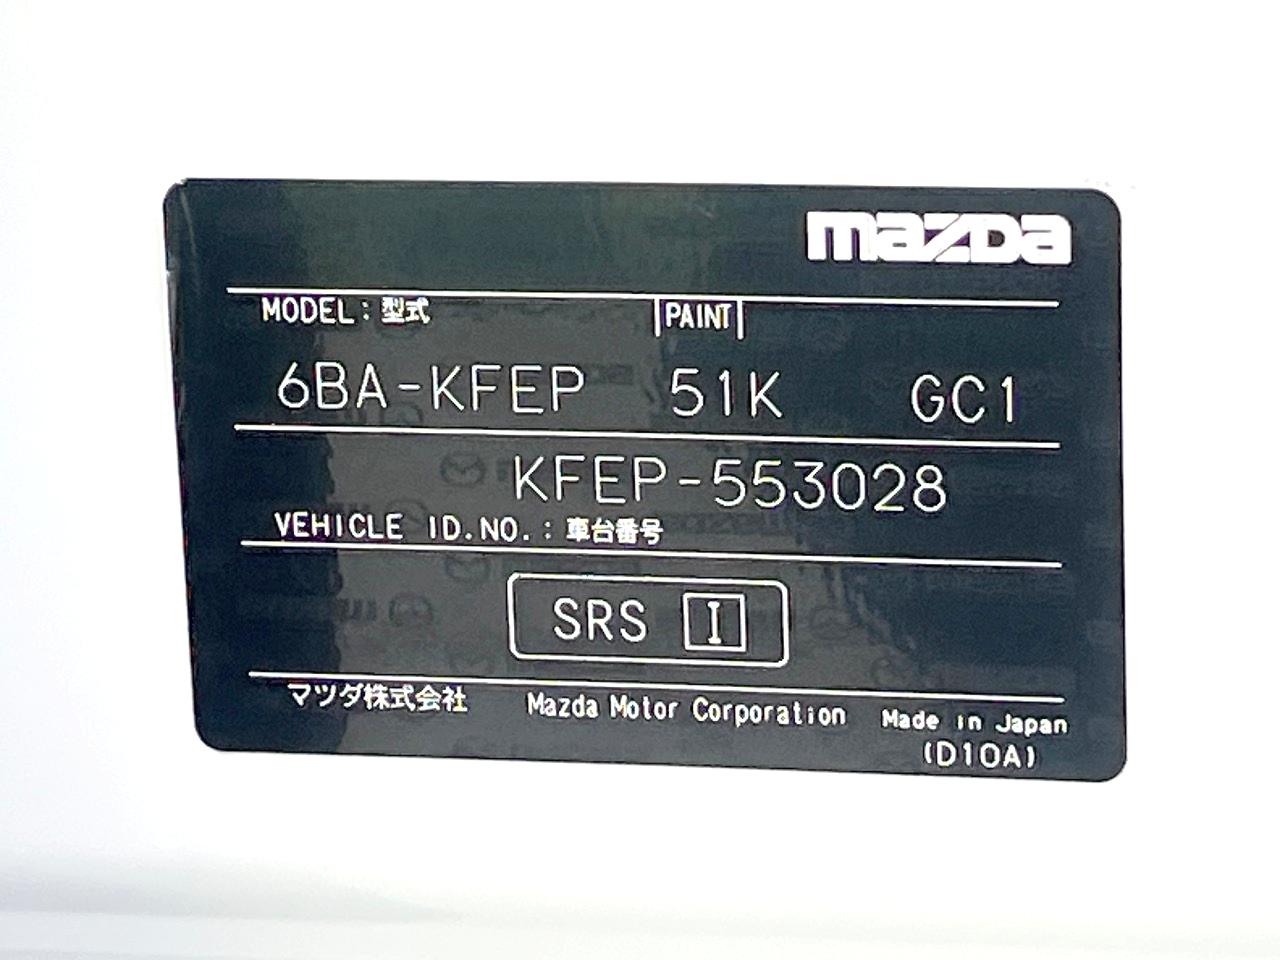 mazda
MODEL : 型式 PAINT
6BA-KFEP 51K GC1
KFEP-553028
VEHICLE ID.NO. : 車台番号
SRS I
マツダ株式会社 Mazda Motor Corporation Made in Japan
(D10A)